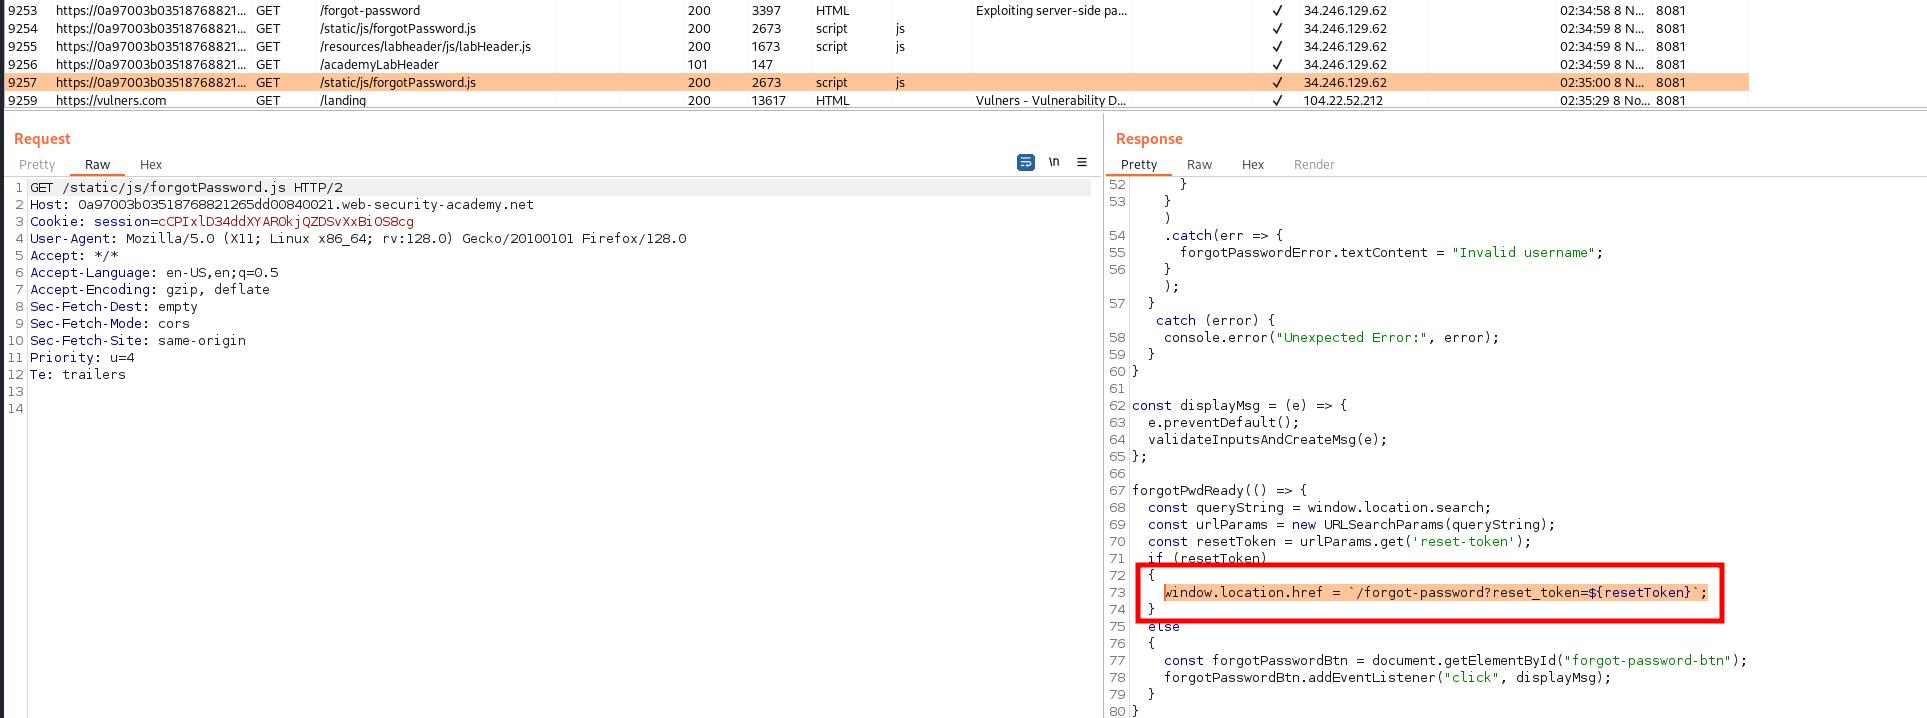 9253 https://0a97003b03518768821... GET /forgot-password 200 3397 HTML Exploiting server-side pa... ✓ 34.246.129.62 02:34:58 8 N... 8081
9254 https://0a97003b03518768821... GET /static/js/forgotPassword.js 200 2673 script js ✓ 34.246.129.62 02:34:59 8 N... 8081
9255 https://0a97003b03518768821... GET /resources/labheader/js/labHeader.js 200 1673 script js ✓ 34.246.129.62 02:34:59 8 N... 8081
9256 https://0a97003b03518768821... GET /academyLabHeader 101 147 ✓ 34.246.129.62 02:34:59 8 N... 8081
9257 https://0a97003b03518768821... GET /static/js/forgotPassword.js 200 2673 script js ✓ 34.246.129.62 02:35:00 8 N... 8081
9259 https://vulners.com GET /landing 200 13617 HTML Vulners - Vulnerability D... ✓ 104.22.52.212 02:35:29 8 No... 8081
Request
Pretty Raw Hex
\n
1 GET /static/js/forgotPassword.js HTTP/2
2 Host: 0a97003b03518768821265dd00840021.web-security-academy.net
3 Cookie: session=cCPIxlD34ddXYAROkjQZDSvXxBiOS8cg
4 User-Agent: Mozilla/5.0 (X11; Linux x86_64; rv:128.0) Gecko/20100101 Firefox/128.0
5 Accept: */*
6 Accept-Language: en-US,en;q=0.5
7 Accept-Encoding: gzip, deflate
8 Sec-Fetch-Dest: empty
9 Sec-Fetch-Mode: cors
10 Sec-Fetch-Site: same-origin
11 Priority: u=4
12 Te: trailers
13
14
Response
Pretty Raw Hex Render
52 }
53 }
)
54 .catch(err => {
55 forgotPasswordError.textContent = "Invalid username";
56 }
);
57 }
catch (error) {
58 console.error("Unexpected Error:", error);
59 }
60 }
61
62 const displayMsg = (e) => {
63 e.preventDefault();
64 validateInputsAndCreateMsg(e);
65 };
66
67 forgotPwdReady(() => {
68 const queryString = window.location.search;
69 const urlParams = new URLSearchParams(queryString);
70 const resetToken = urlParams.get('reset-token');
71 if (resetToken)
72 {
73 window.location.href = `/forgot-password?reset_token=${resetToken}`;
74 }
75 else
76 {
77 const forgotPasswordBtn = document.getElementById("forgot-password-btn");
78 forgotPasswordBtn.addEventListener("click", displayMsg);
79 }
80 }